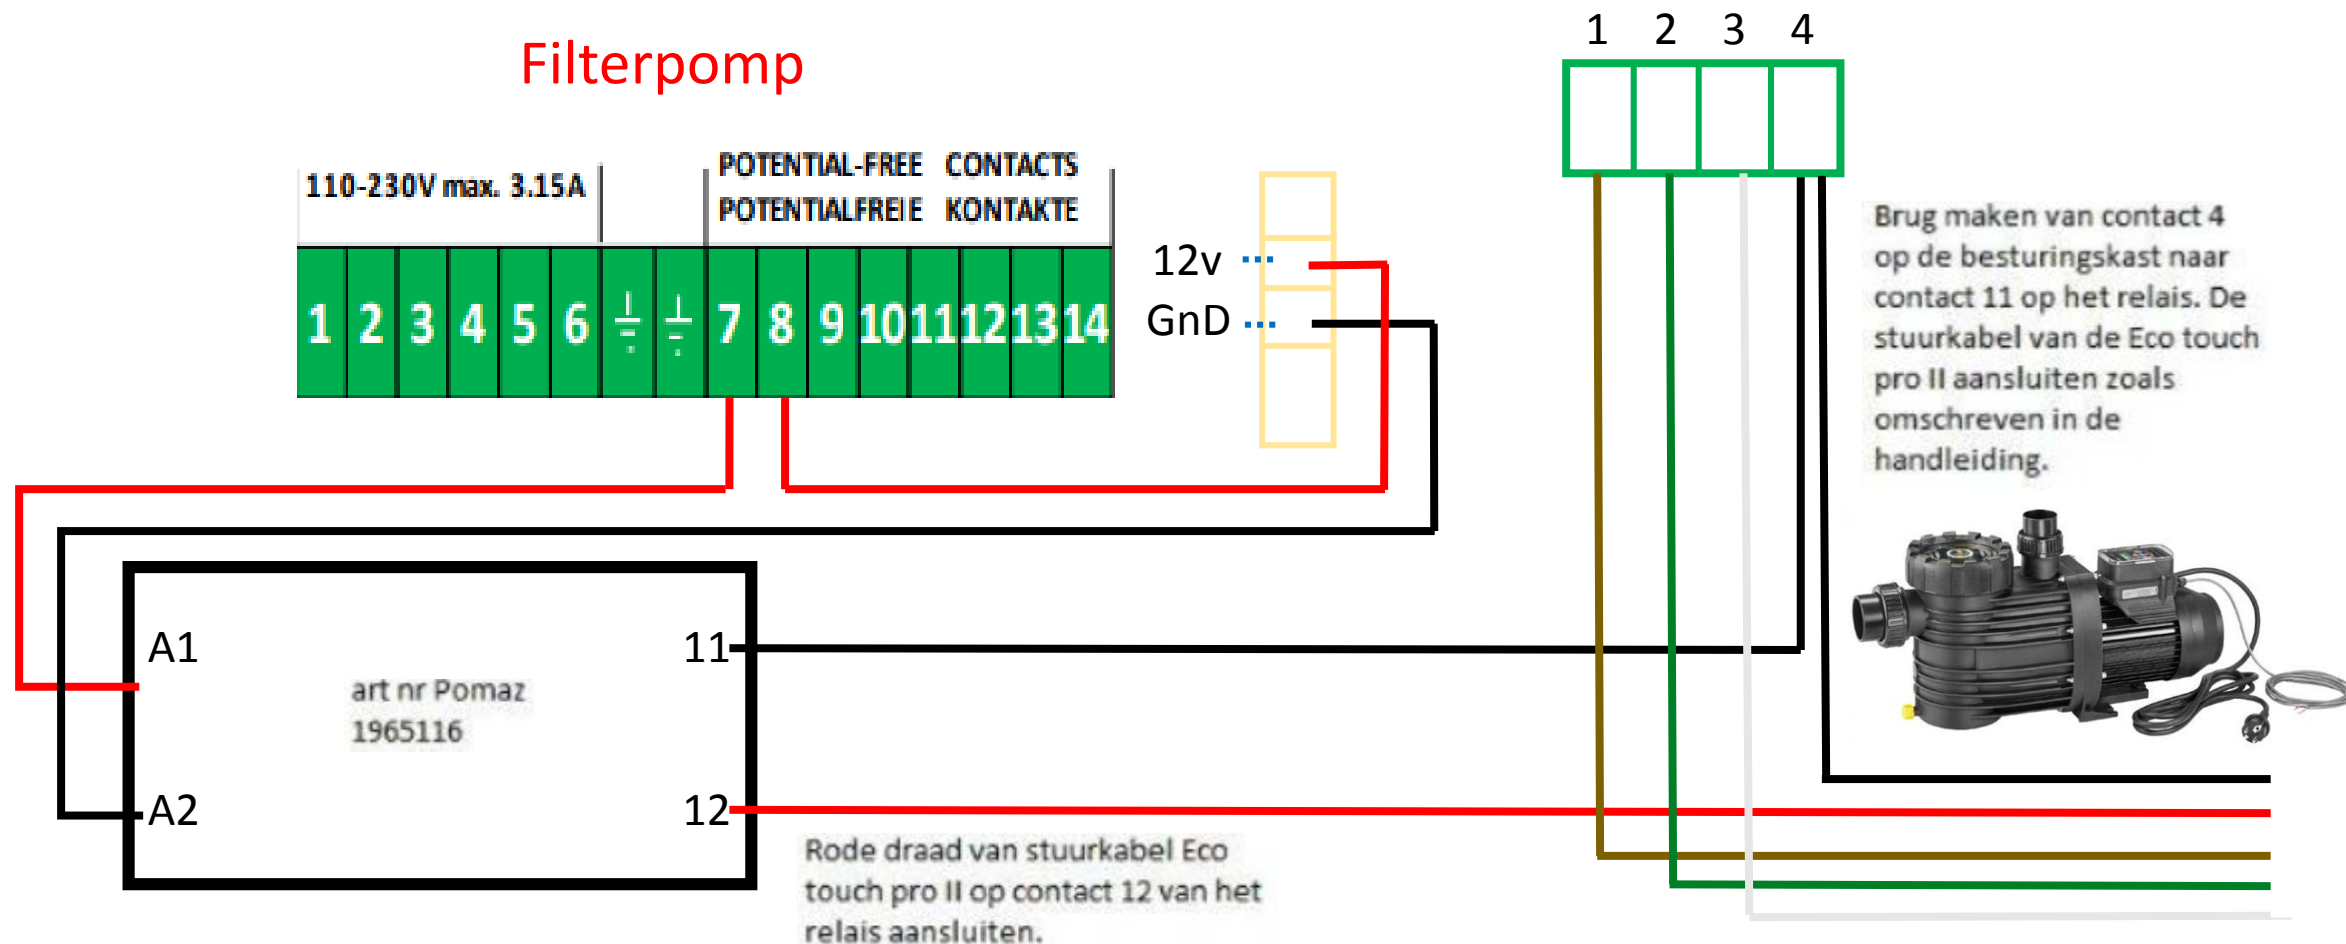 Filterpomp
1 2 3 4
110-230V max. 3.15A
POTENTIAL-FREE CONTACTS
POTENTIALFREIE KONTAKTE
1 2 3 4 5 6 7 8 9 10 11 12 13 14
12v
GnD
Brug maken van contact 4
op de besturingskast naar
contact 11 op het relais. De
stuurkabel van de Eco touch
pro II aansluiten zoals
omschreven in de
handleiding.
A1
11
art nr Pomaz
1965116
A2
12
Rode draad van stuurkabel Eco
touch pro II op contact 12 van het
relais aansluiten.